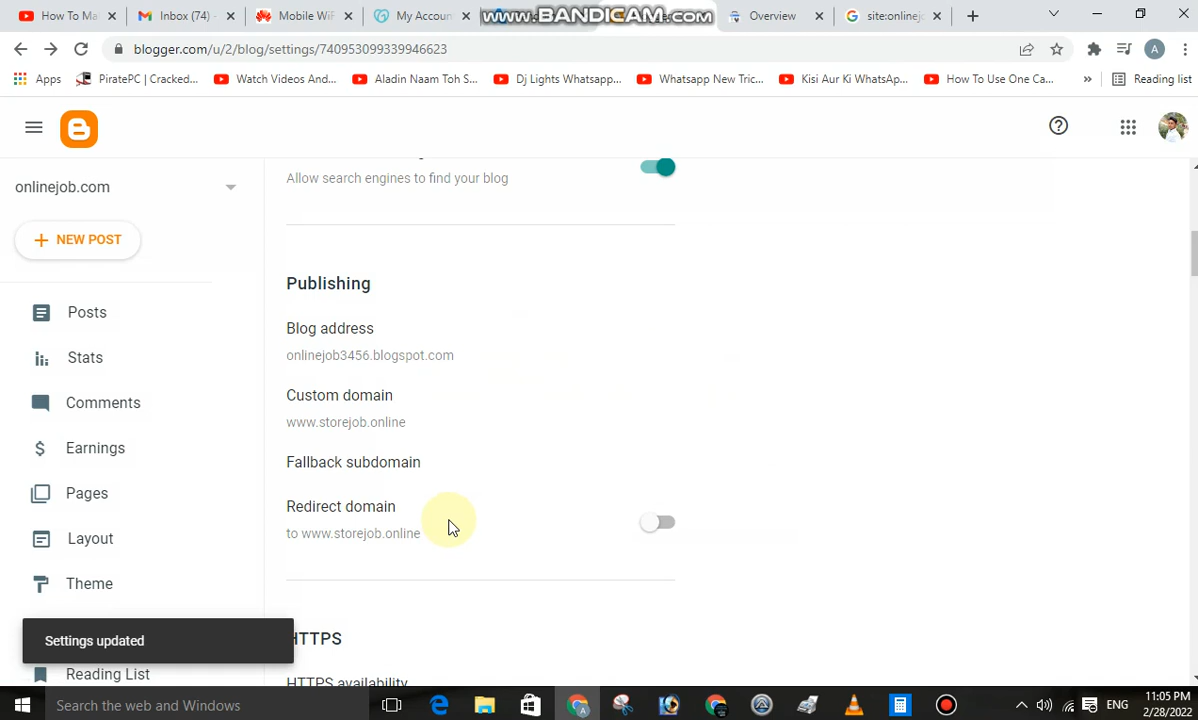 How To Ma
Inbox (74) -
Mobile WiF
My Accoun
www.BANDICAM.com
Overview
site:onlinej
blogger.com/u/2/blog/settings/740953099339946623
A
Apps
PiratePC | Cracked...
Watch Videos And...
Aladin Naam Toh S...
Dj Lights Whatsapp...
Whatsapp New Tric...
Kisi Aur Ki WhatsAp...
How To Use One Ca...
»
Reading list
onlinejob.com
NEW POST
Posts
Stats
Comments
Earnings
Pages
Layout
Theme
Reading List
Settings updated
Allow search engines to find your blog
Publishing
Blog address
onlinejob3456.blogspot.com
Custom domain
www.storejob.online
Fallback subdomain
Redirect domain
to www.storejob.online
HTTPS
HTTPS availability
Search the web and Windows
ENG
11:05 PM
2/28/2022